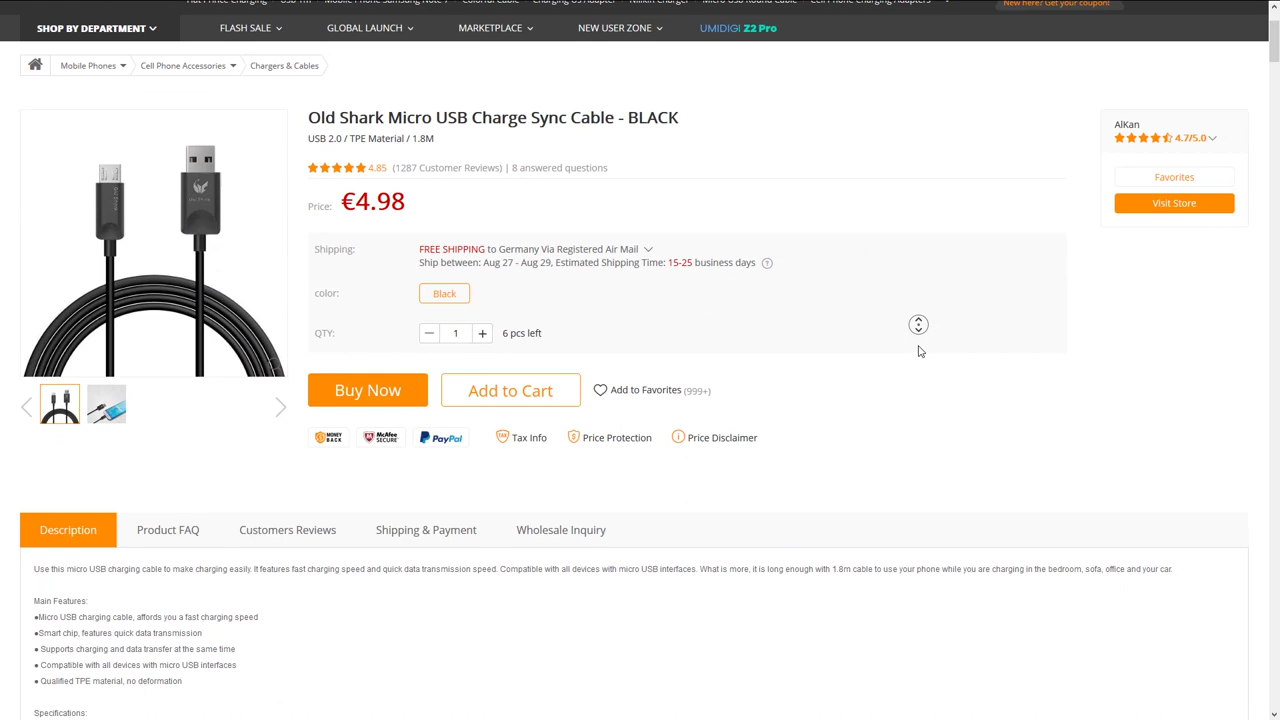 New here? Get your coupon!
SHOP BY DEPARTMENT FLASH SALE GLOBAL LAUNCH MARKETPLACE NEW USER ZONE UMIDIGI Z2 Pro
Mobile Phones Cell Phone Accessories Chargers & Cables
Old Shark Micro USB Charge Sync Cable - BLACK
USB 2.0 / TPE Material / 1.8M
4.85 (1287 Customer Reviews) | 8 answered questions
Price: €4.98
Shipping: FREE SHIPPING to Germany Via Registered Air Mail
Ship between: Aug 27 - Aug 29, Estimated Shipping Time: 15-25 business days ?
color: Black
QTY: 1 6 pcs left
Buy Now Add to Cart Add to Favorites (999+)
MONEY BACK McAfee SECURE PayPal Tax Info Price Protection Price Disclaimer
AlKan
4.7/5.0
Favorites
Visit Store
Description Product FAQ Customers Reviews Shipping & Payment Wholesale Inquiry
Use this micro USB charging cable to make charging easily. It features fast charging speed and quick data transmission speed. Compatible with all devices with micro USB interfaces. What is more, it is long enough with 1.8m cable to use your phone while you are charging in the bedroom, sofa, office and your car.
Main Features:
●Micro USB charging cable, affords you a fast charging speed
●Smart chip, features quick data transmission
● Supports charging and data transfer at the same time
● Compatible with all devices with micro USB interfaces
● Qualified TPE material, no deformation
Specifications: